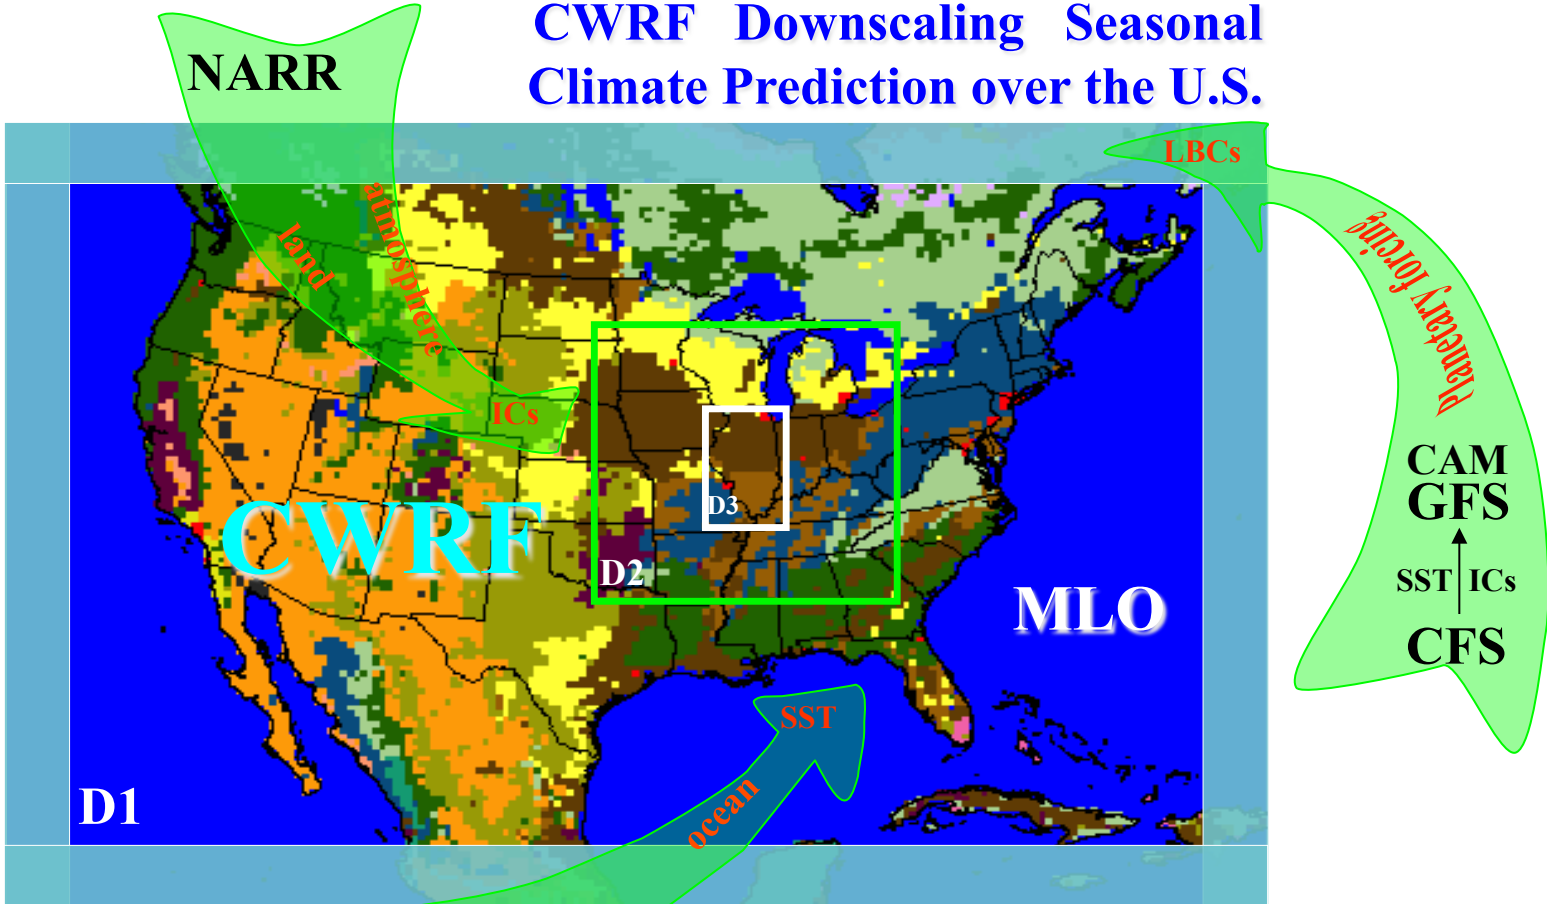 CWRF Downscaling Seasonal
Climate Prediction over the U.S.
NARR
LBCs
land
atmosphere
Planetary forcing
ICs
CAM
GFS
SST ICs
CFS
CWRF
D3
D2
MLO
SST
ocean
D1